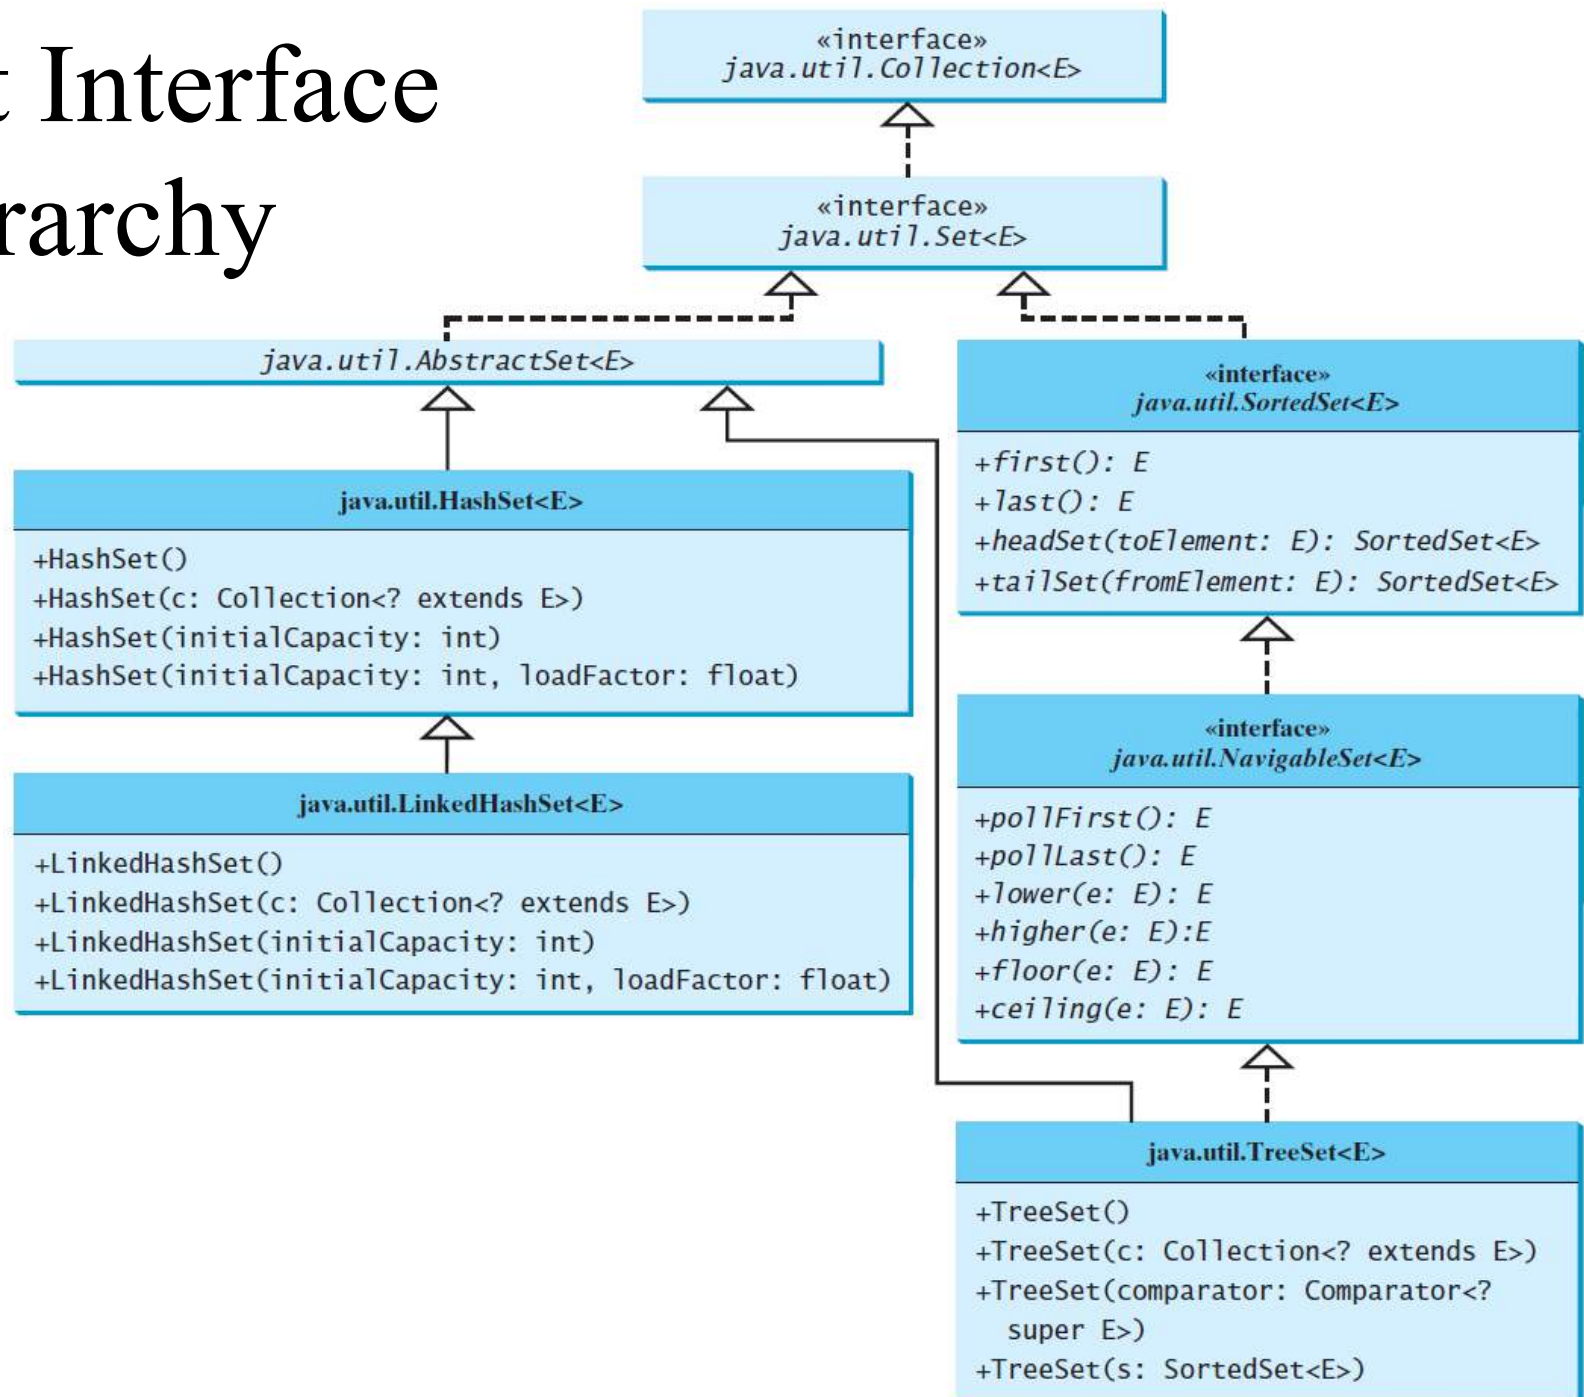 t Interface
rarchy
«interface»
java.util.Collection<E>
«interface»
java.util.Set<E>
java.util.AbstractSet<E>
java.util.HashSet<E>
+HashSet()
+HashSet(c: Collection<? extends E>)
+HashSet(initialCapacity: int)
+HashSet(initialCapacity: int, loadFactor: float)
java.util.LinkedHashSet<E>
+LinkedHashSet()
+LinkedHashSet(c: Collection<? extends E>)
+LinkedHashSet(initialCapacity: int)
+LinkedHashSet(initialCapacity: int, loadFactor: float)
«interface»
java.util.SortedSet<E>
+first(): E
+last(): E
+headSet(toElement: E): SortedSet<E>
+tailSet(fromElement: E): SortedSet<E>
«interface»
java.util.NavigableSet<E>
+pollFirst(): E
+pollLast(): E
+lower(e: E): E
+higher(e: E):E
+floor(e: E): E
+ceiling(e: E): E
java.util.TreeSet<E>
+TreeSet()
+TreeSet(c: Collection<? extends E>)
+TreeSet(comparator: Comparator<?
super E>)
+TreeSet(s: SortedSet<E>)